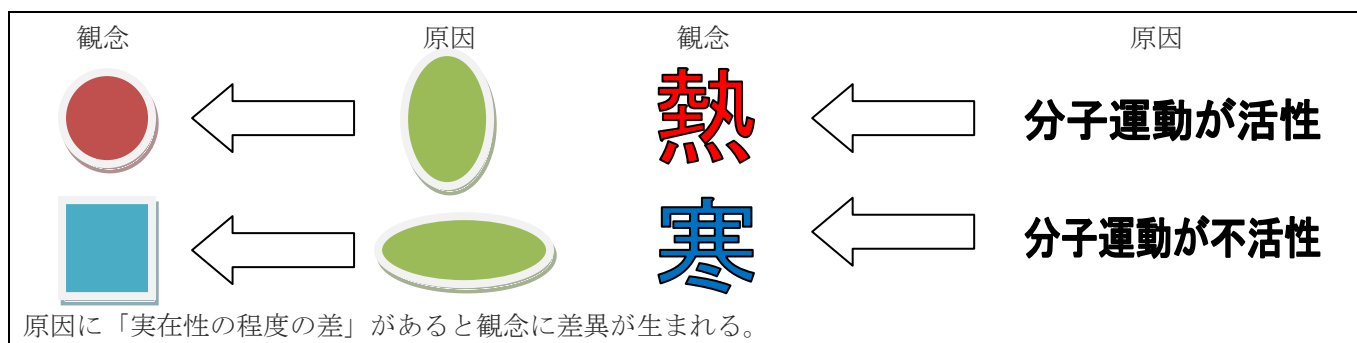 観念 原因 観念 原因
熱 分子運動が活性
寒 分子運動が不活性
原因に「実在性の程度の差」があると観念に差異が生まれる。